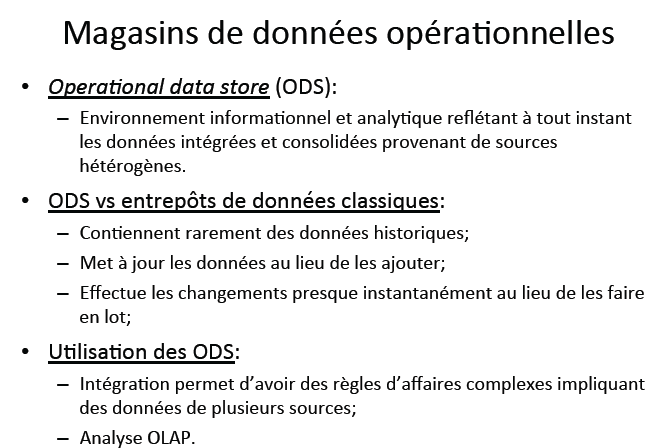 Magasins de données opérationnelles
• Operational data store (ODS):
– Environnement informationnel et analytique reflétant à tout instant
les données intégrées et consolidées provenant de sources
hétérogènes.
• ODS vs entrepôts de données classiques:
– Contiennent rarement des données historiques;
– Met à jour les données au lieu de les ajouter;
– Effectue les changements presque instantanément au lieu de les faire
en lot;
• Utilisation des ODS:
– Intégration permet d’avoir des règles d’affaires complexes impliquant
des données de plusieurs sources;
– Analyse OLAP.